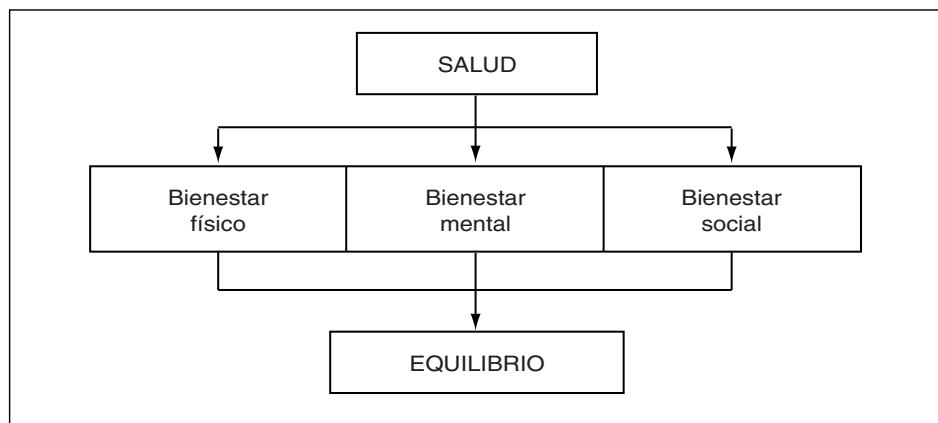 SALUD
Bienestar
físico
Bienestar
mental
Bienestar
social
EQUILIBRIO